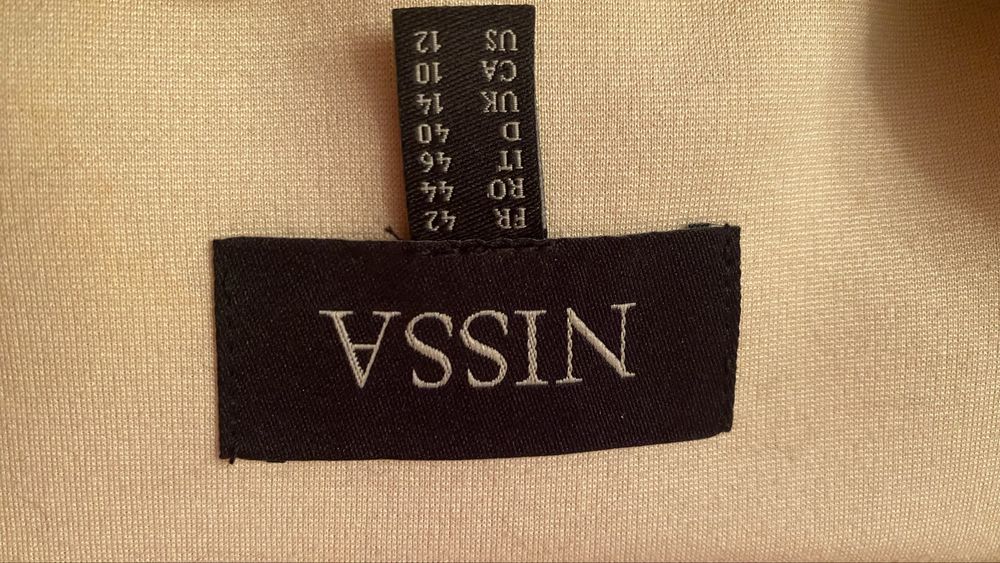 NISSA
FR 42
RO 44
IT 46
D 40
UK 14
CA 10
US 12